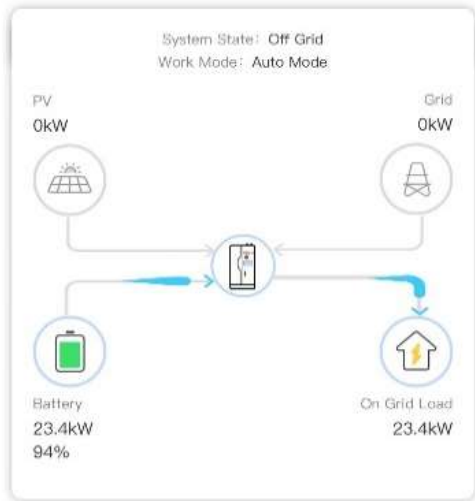 System State: Off Grid
Work Mode: Auto Mode
PV
0kW
Grid
0kW
Battery
23.4kW
94%
On Grid Load
23.4kW